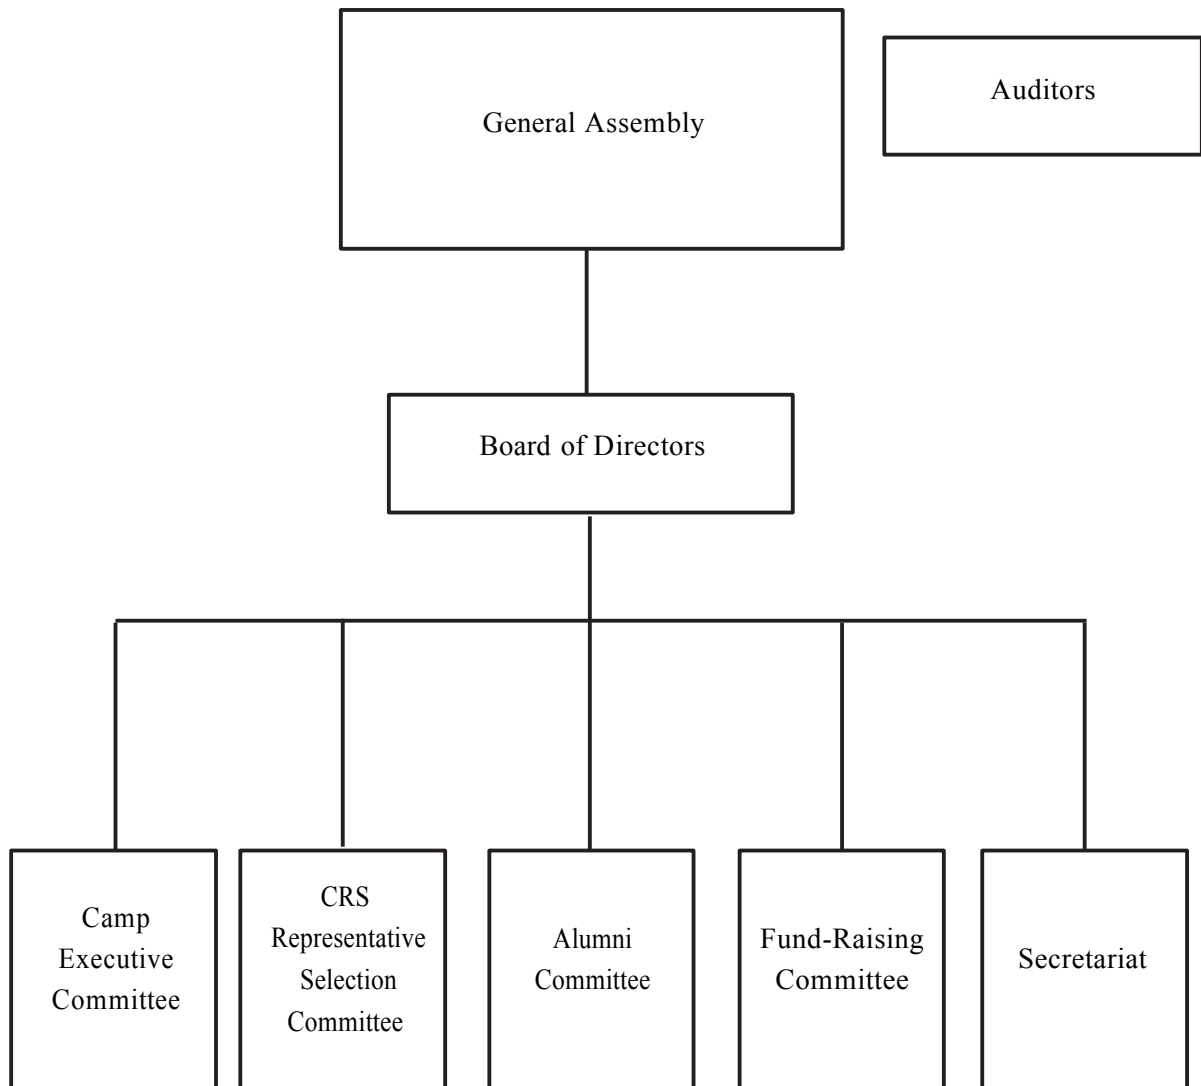 General Assembly
Auditors
Board of Directors
Camp
Executive
Committee
CRS
Representative
Selection
Committee
Alumni
Committee
Fund-Raising
Committee
Secretariat